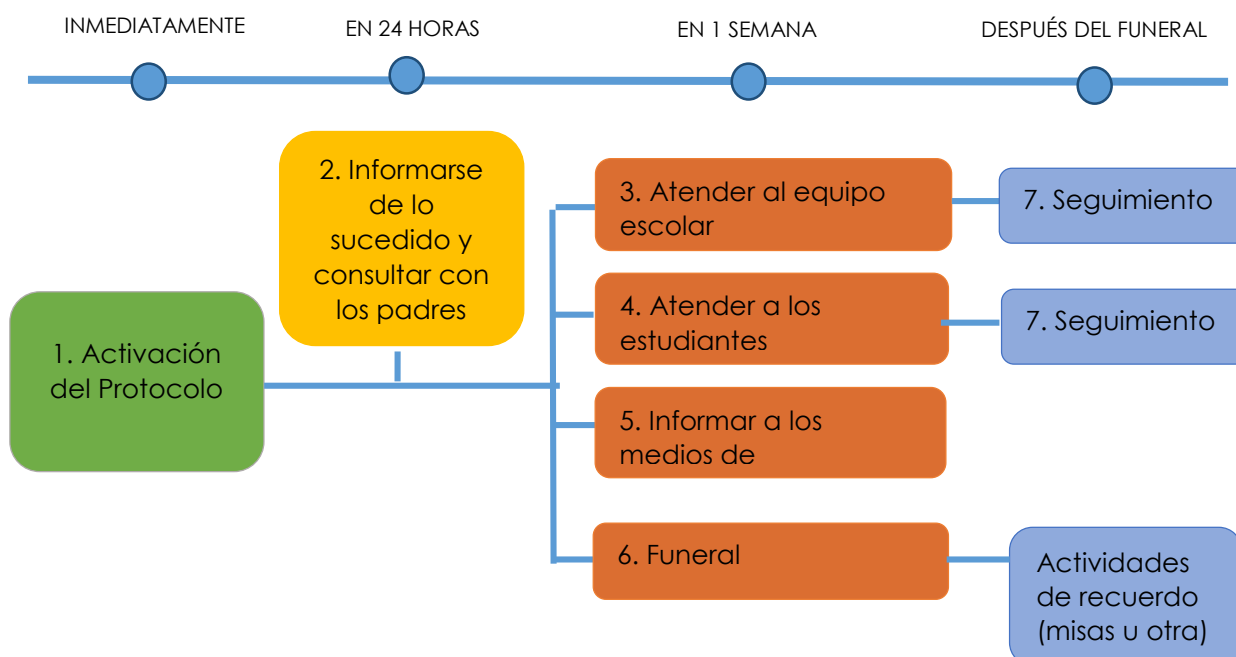 INMEDIATAMENTE
EN 24 HORAS
EN 1 SEMANA
DESPUÉS DEL FUNERAL
1. Activación
del Protocolo
2. Informarse
de lo
sucedido y
consultar con
los padres
3. Atender al equipo
escolar
7. Seguimiento
4. Atender a los
estudiantes
7. Seguimiento
5. Informar a los
medios de
6. Funeral
Actividades
de recuerdo
(misas u otra)